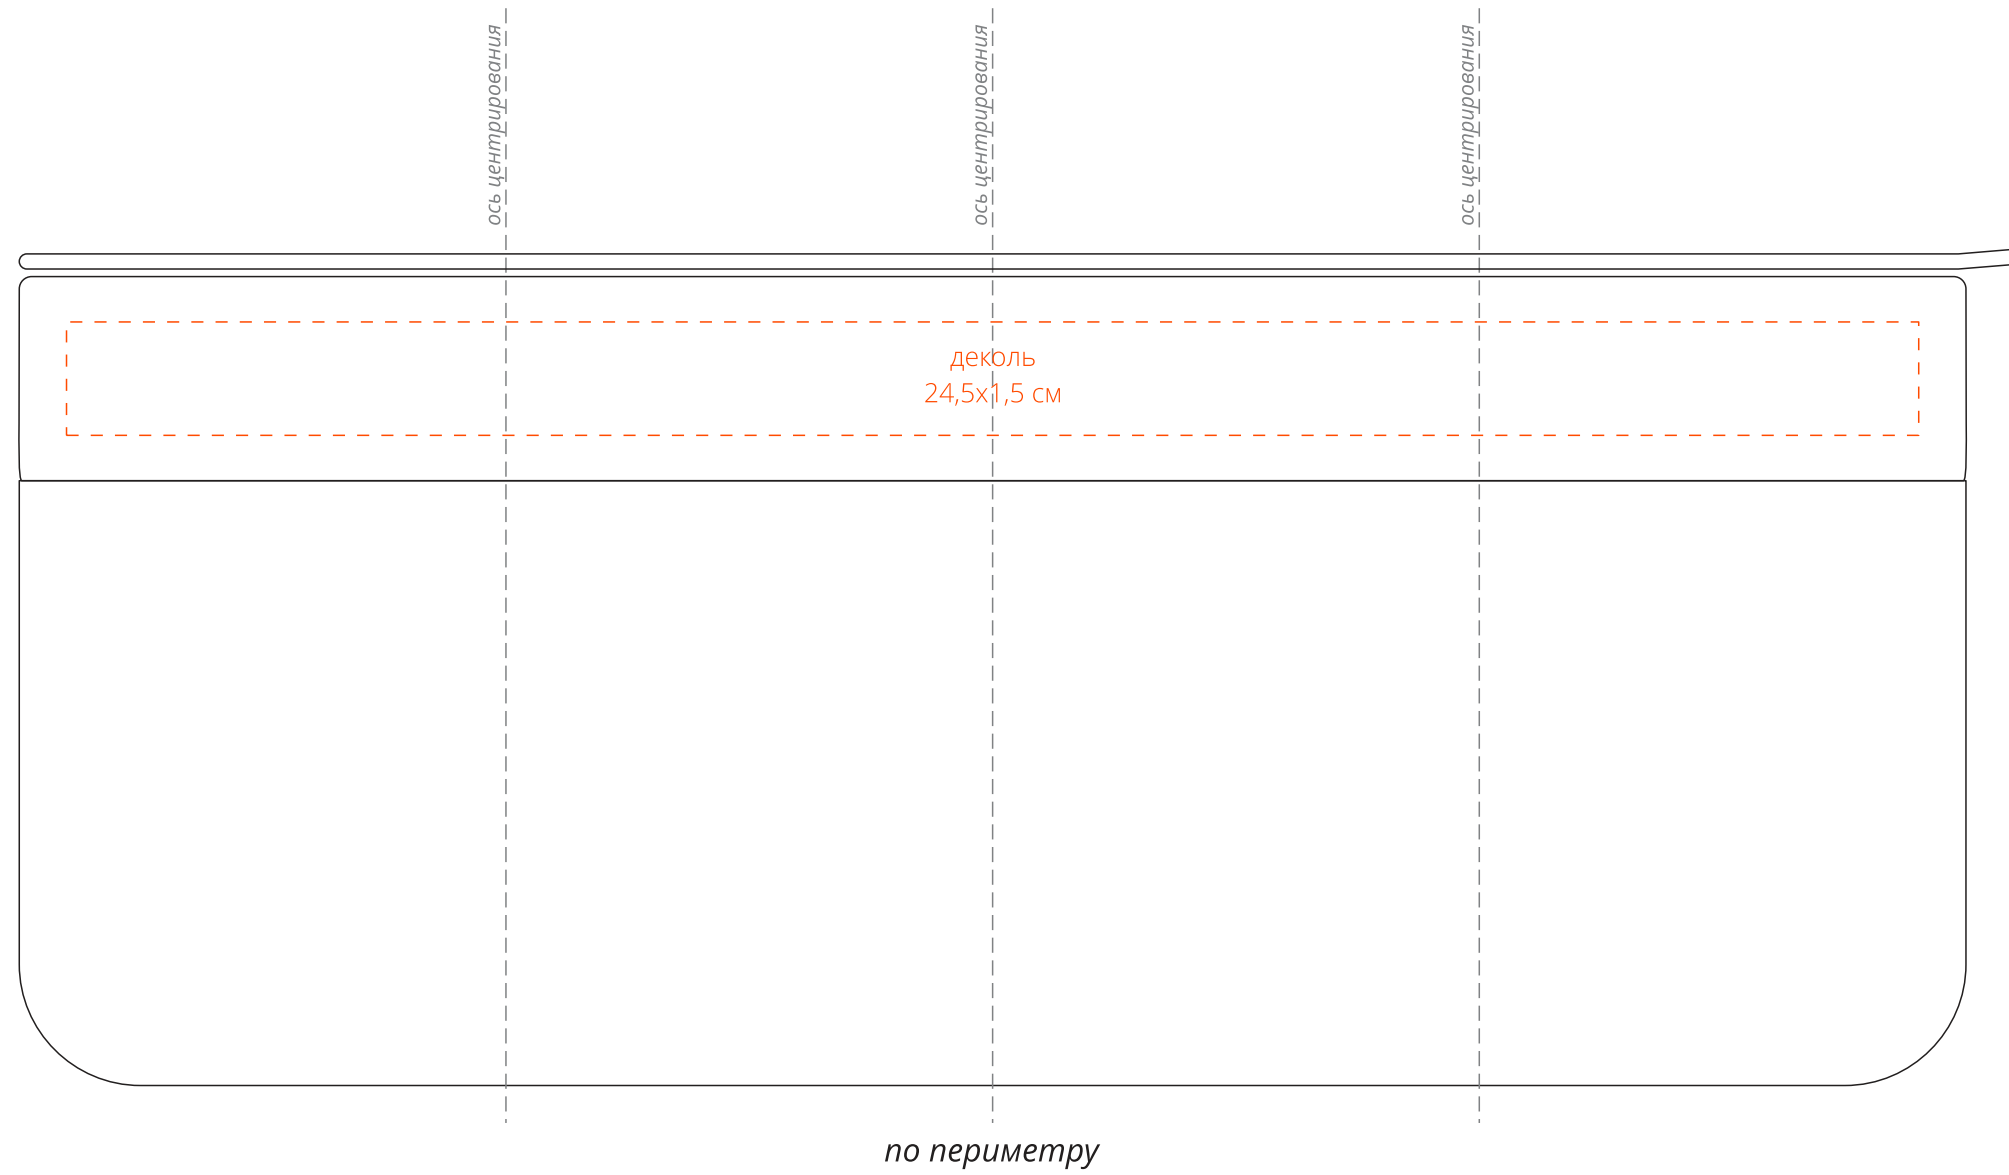 ось центрирования
ось центрирования
ось центрирования
деколь
24,5х1,5 см
по периметру